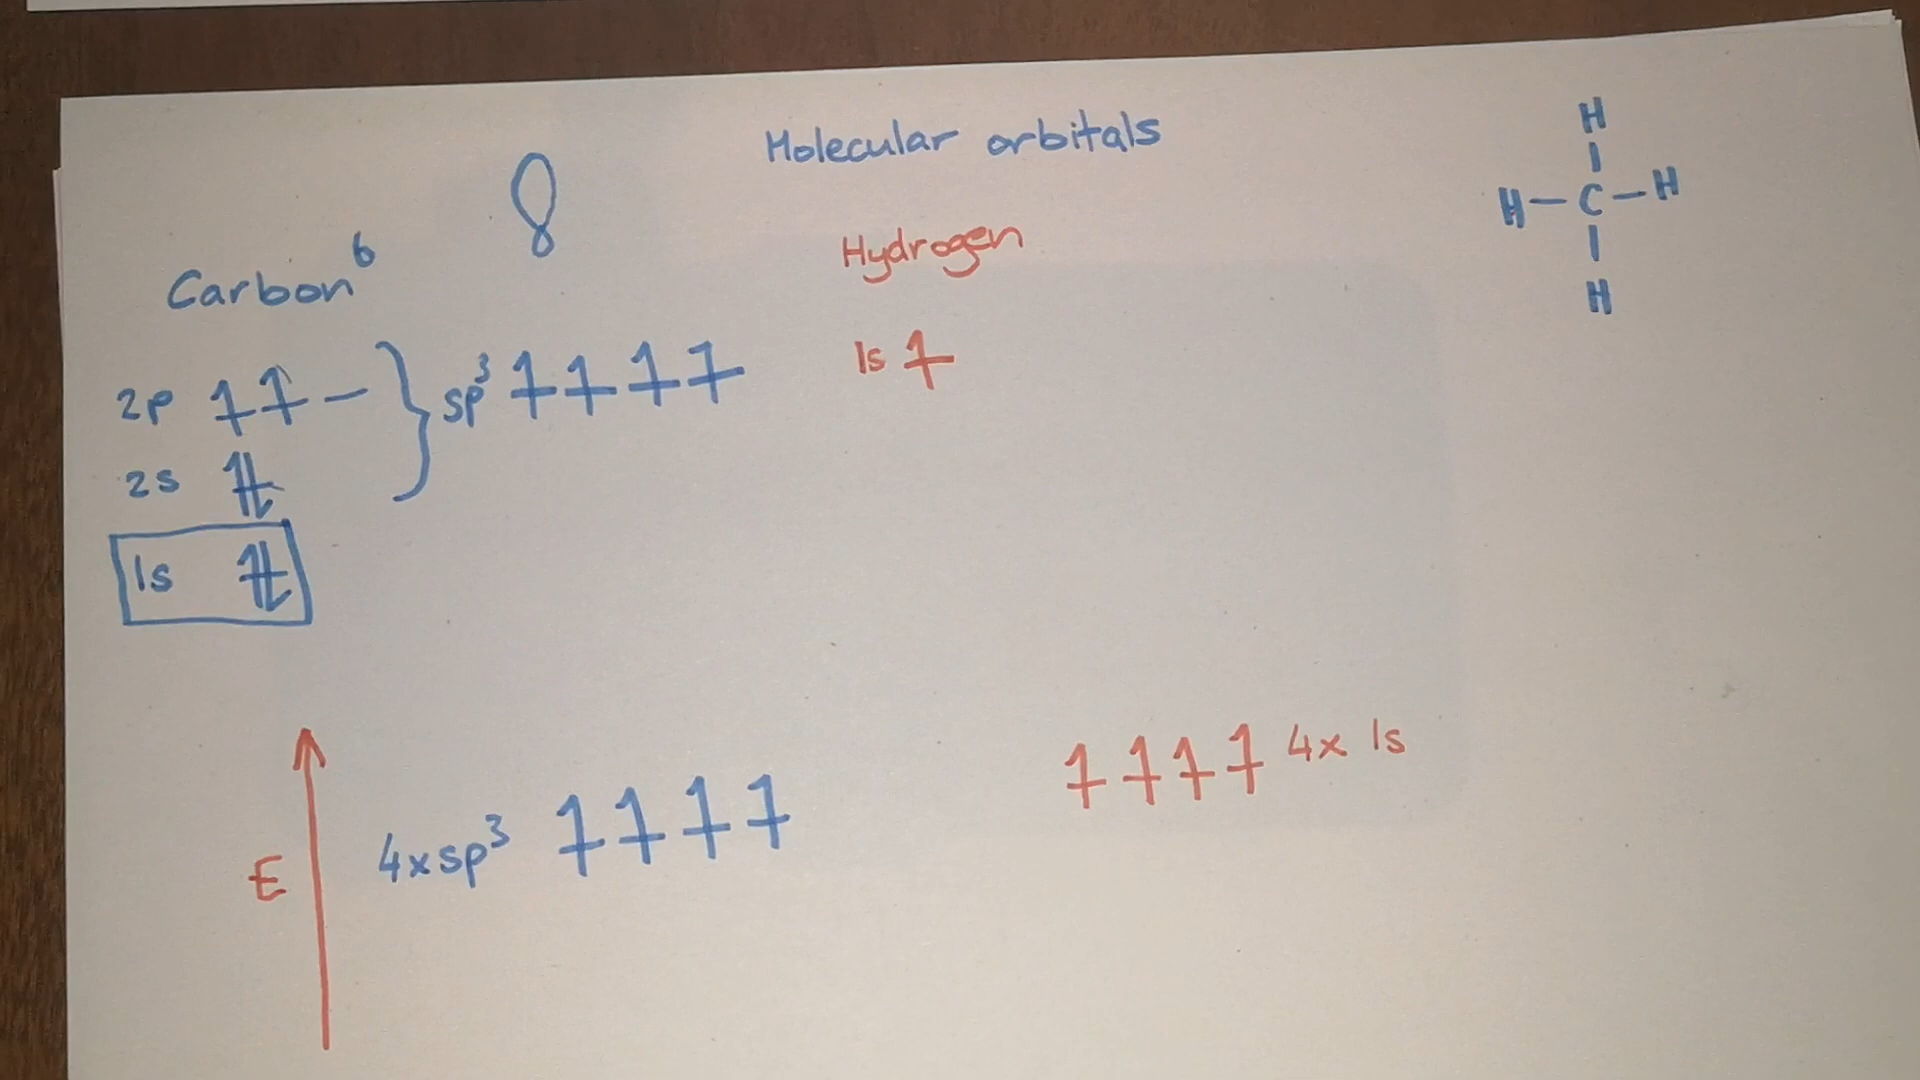 Molecular orbitals
H
H – C – H
H
Carbon⁶
Hydrogen
2p
sp³
1s
2s
1s
4x 1s
4xsp³
E